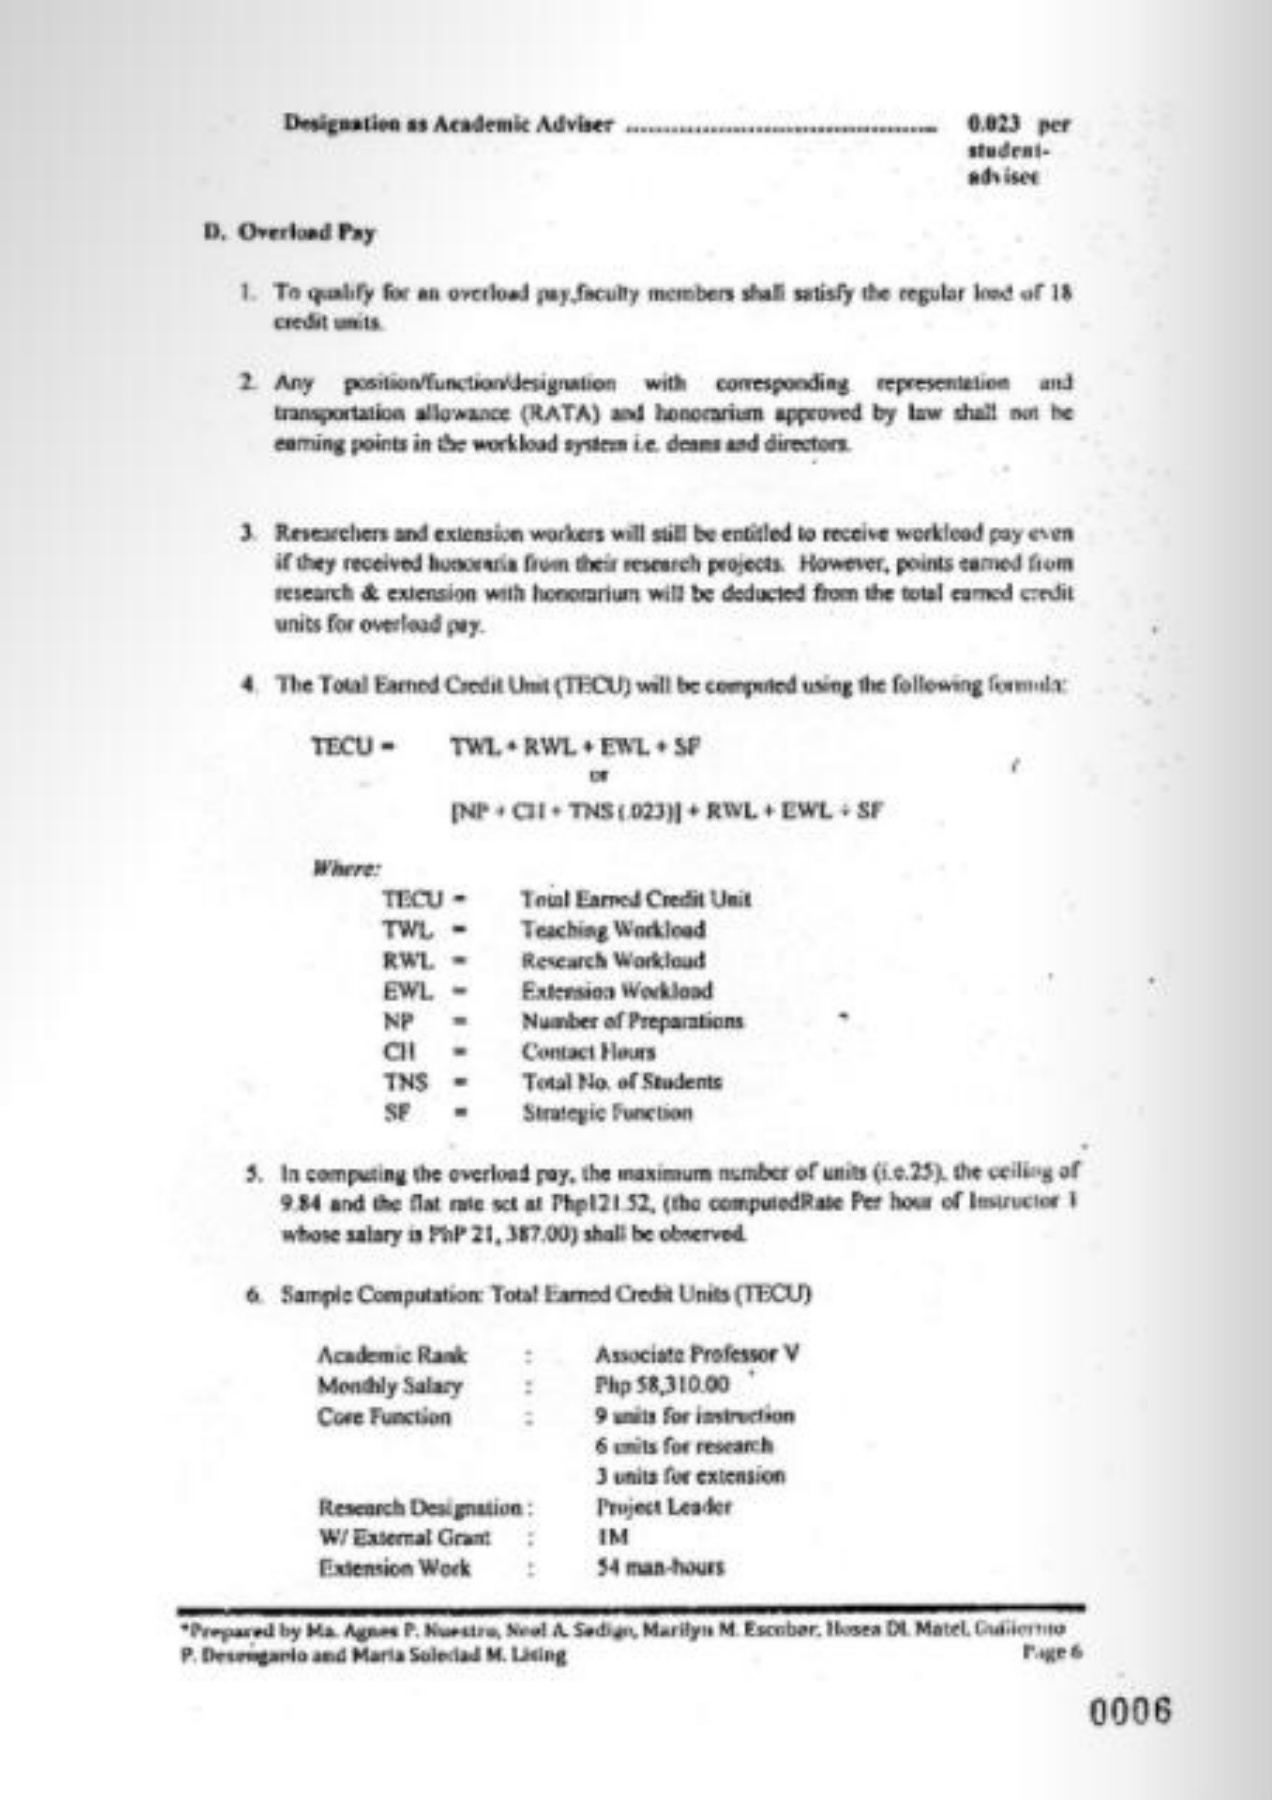 Designation as Academic Adviser ........................................ 0.023 per
student-
advisee
D. Overload Pay
1. To qualify for an overload pay,faculty members shall satisfy the regular load of 18
credit units.
2. Any position/function/designation with corresponding representation and
transportation allowance (RATA) and honorarium approved by law shall not be
earning points in the workload system i.e. deans and directors.
3. Researchers and extension workers will still be entitled to receive workload pay even
if they received honoraria from their research projects. However, points earned from
research & extension with honorarium will be deducted from the total earned credit
units for overload pay.
4. The Total Earned Credit Unit (TECU) will be computed using the following formula:
TECU = TWL + RWL + EWL + SF
or
[NP + CH + TNS (.023)] + RWL + EWL + SF
Where:
TECU = Total Earned Credit Unit
TWL = Teaching Workload
RWL = Research Workload
EWL = Extension Workload
NP = Number of Preparations
CH = Contact Hours
TNS = Total No. of Students
SF = Strategic Function
5. In computing the overload pay, the maximum number of units (i.e.25), the ceiling of
9.84 and the flat rate set at Php121.52, (the computedRate Per hour of Instructor 1
whose salary is PhP 21, 387.00) shall be observed.
6. Sample Computation: Total Earned Credit Units (TECU)
Academic Rank : Associate Professor V
Monthly Salary : Php 58,310.00
Core Function : 9 units for instruction
6 units for research
3 units for extension
Research Designation : Project Leader
W/ External Grant : 1M
Extension Work : 54 man-hours
*Prepared by Ma. Agnes P. Nuestro, Noel A. Sedigo, Marilyn M. Escobar, Hosea DL Matel, Guillermo
P. Desenganio and Maria Soledad M. Lising Page 6
0006